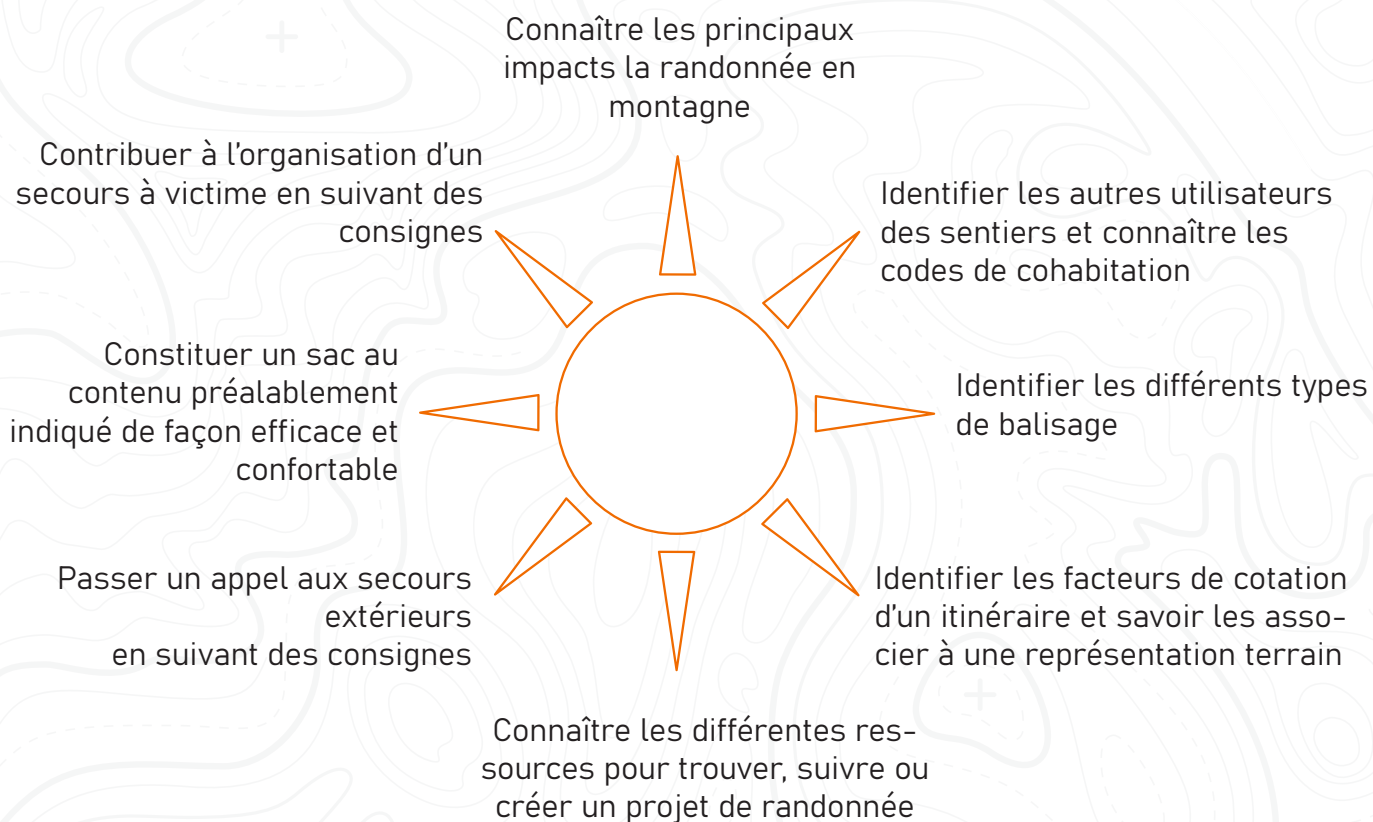 Connaître les principaux
impacts la randonnée en
montagne
Identifier les autres utilisateurs
des sentiers et connaître les
codes de cohabitation
Identifier les différents types
de balisage
Identifier les facteurs de cotation
d'un itinéraire et savoir les asso-
cier à une représentation terrain
Connaître les différentes res-
sources pour trouver, suivre ou
créer un projet de randonnée
Passer un appel aux secours
extérieurs
en suivant des consignes
Constituer un sac au
contenu préalablement
indiqué de façon efficace et
confortable
Contribuer à l'organisation d'un
secours à victime en suivant des
consignes